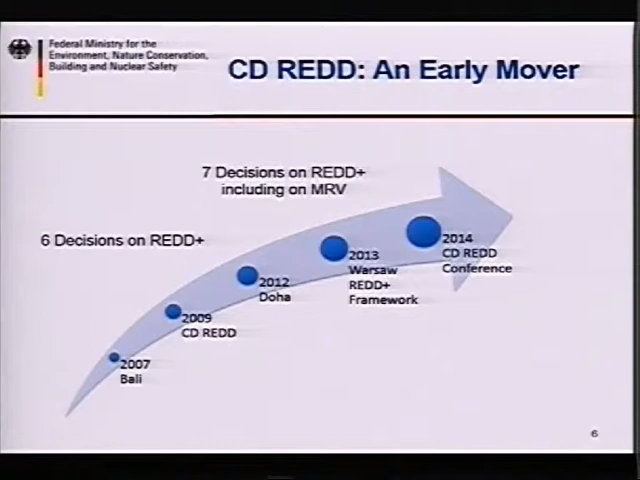 Federal Ministry for the
Environment, Nature Conservation,
Building and Nuclear Safety
CD REDD: An Early Mover
7 Decisions on REDD+
including on MRV
6 Decisions on REDD+
2014
CD REDD
Conference
2013
Warsaw
REDD+
Framework
2012
Doha
2009
CD REDD
2007
Bali
6